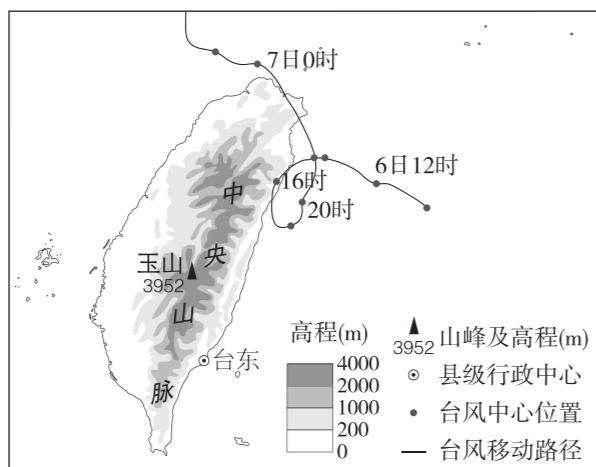 7日0时
6日12时
16时
20时
中
央
山
脉
玉山
3952
台东
高程(m)
4000
2000
1000
200
0
3952 山峰及高程(m)
县级行政中心
台风中心位置
台风移动路径